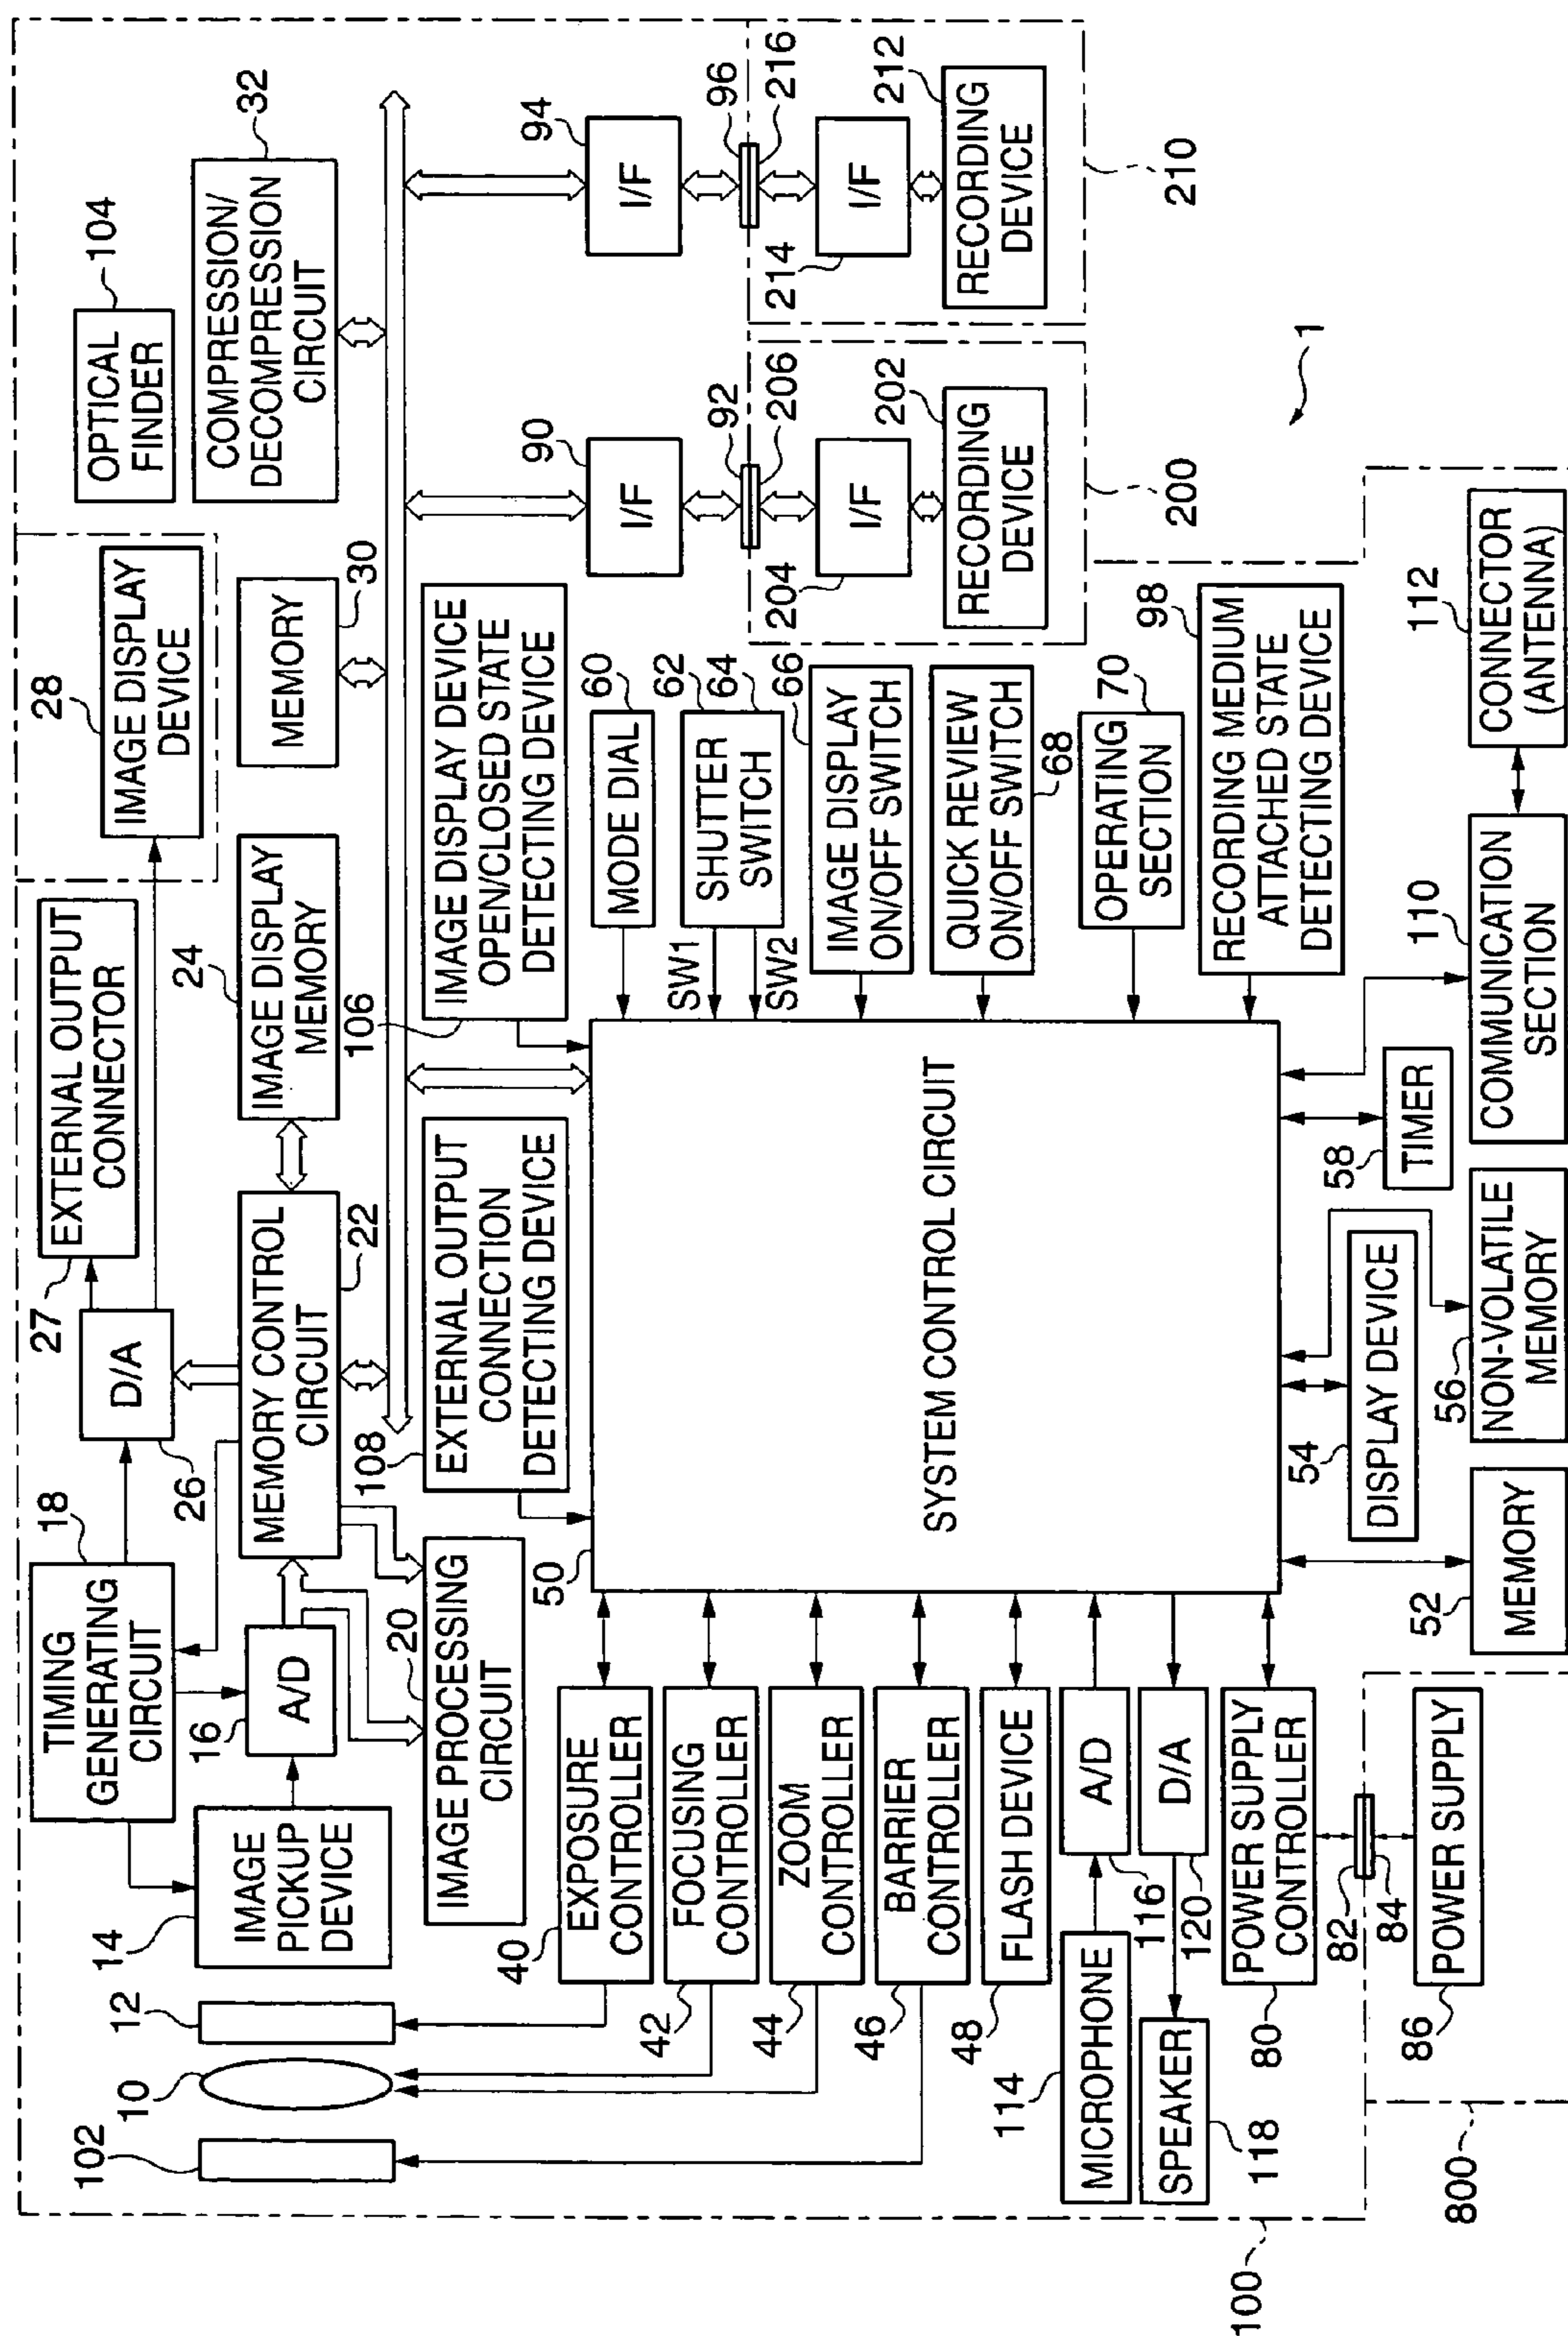 102
10
12
14
IMAGE
PICKUP
DEVICE
TIMING
GENERATING
CIRCUIT
18
16
A/D
20
IMAGE PROCESSING
CIRCUIT
26
D/A
27
EXTERNAL OUTPUT
CONNECTOR
MEMORY CONTROL
CIRCUIT
22
24
IMAGE DISPLAY
MEMORY
28
IMAGE DISPLAY
DEVICE
MEMORY
30
OPTICAL
FINDER
104
COMPRESSION/
DECOMPRESSION
CIRCUIT
32
108
EXTERNAL OUTPUT
CONNECTION
DETECTING DEVICE
106
IMAGE DISPLAY DEVICE
OPEN/CLOSED STATE
DETECTING DEVICE
90
I/F
94
I/F
92
206
96
216
204
I/F
214
I/F
202
RECORDING
DEVICE
212
RECORDING
DEVICE
200
210
40
EXPOSURE
CONTROLLER
42
FOCUSING
CONTROLLER
44
ZOOM
CONTROLLER
46
BARRIER
CONTROLLER
48
FLASH DEVICE
114
MICROPHONE
116
A/D
SPEAKER
118
120
D/A
80
POWER SUPPLY
CONTROLLER
82
84
86
POWER SUPPLY
100
800
50
SYSTEM CONTROL CIRCUIT
MODE DIAL
60
SW1
SW2
SHUTTER
SWITCH
62
64
IMAGE DISPLAY
ON/OFF SWITCH
66
QUICK REVIEW
ON/OFF SWITCH
68
OPERATING
SECTION
70
RECORDING MEDIUM
ATTACHED STATE
DETECTING DEVICE
98
52
MEMORY
54
DISPLAY DEVICE
56
NON-VOLATILE
MEMORY
58
TIMER
110
COMMUNICATION
SECTION
112
CONNECTOR
(ANTENNA)
1